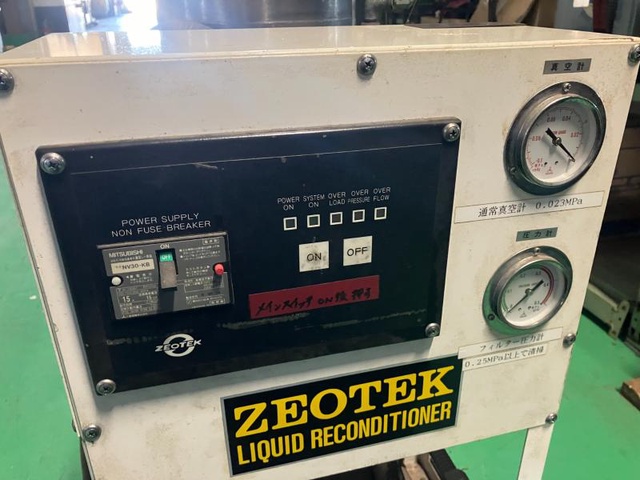 真空計
通常真空計 0.023MPa
圧力計
フィルター圧力計
0.25MPa以上で清掃
POWER ON
SYSTEM ON
OVER LOAD
OVER PRESSURE
OVER FLOW
POWER SUPPLY
NON FUSE BREAKER
ON
MITSUBISHI
NV30-KB
15
ON
OFF
メインスイッチ ON後 押す
ZEOTEK
ZEOTEK
LIQUID RECONDITIONER